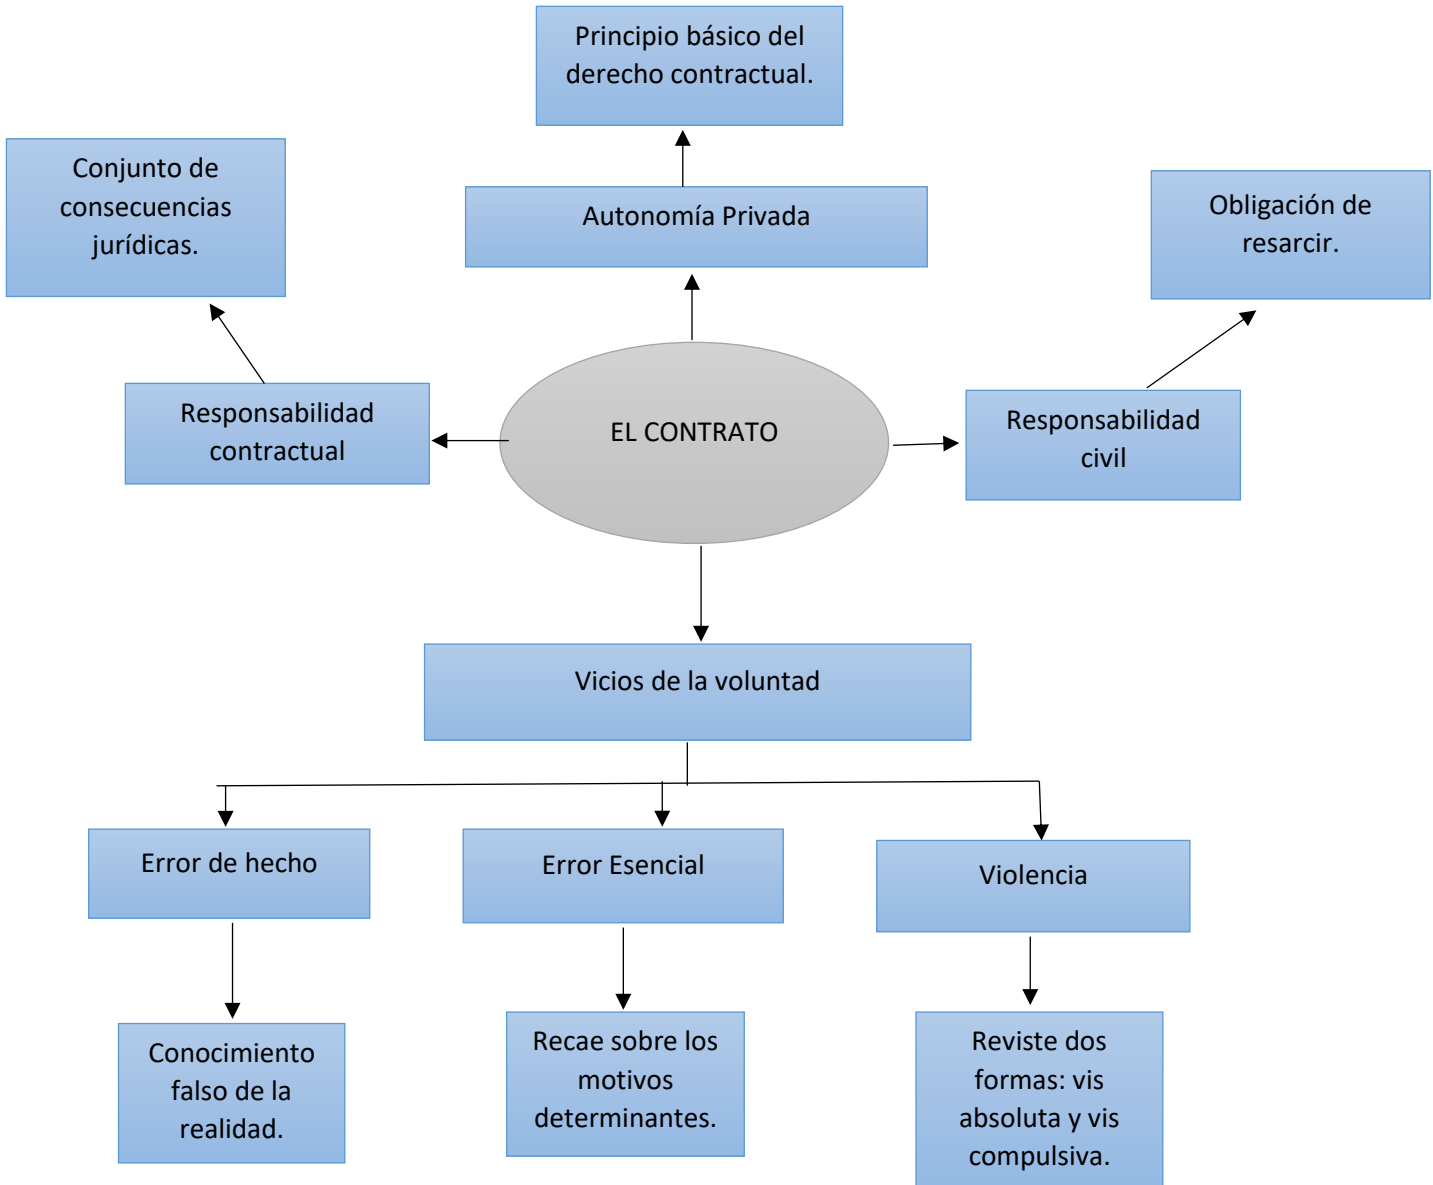 Principio básico del
derecho contractual.
Conjunto de
consecuencias
jurídicas.
Autonomía Privada
Obligación de
resarcir.
Responsabilidad
contractual
EL CONTRATO
Responsabilidad
civil
Vicios de la voluntad
Error de hecho
Error Esencial
Violencia
Conocimiento
falso de la
realidad.
Recae sobre los
motivos
determinantes.
Reviste dos
formas: vis
absoluta y vis
compulsiva.